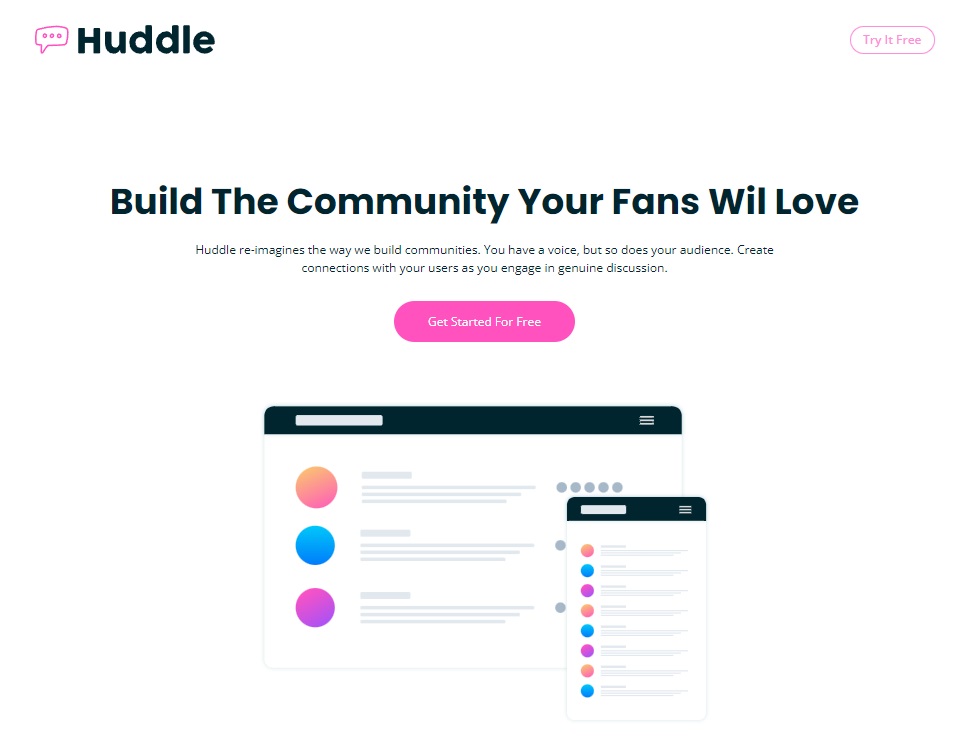 Huddle
Try It Free
Build The Community Your Fans Wil Love
Huddle re-imagines the way we build communities. You have a voice, but so does your audience. Create
connections with your users as you engage in genuine discussion.
Get Started For Free